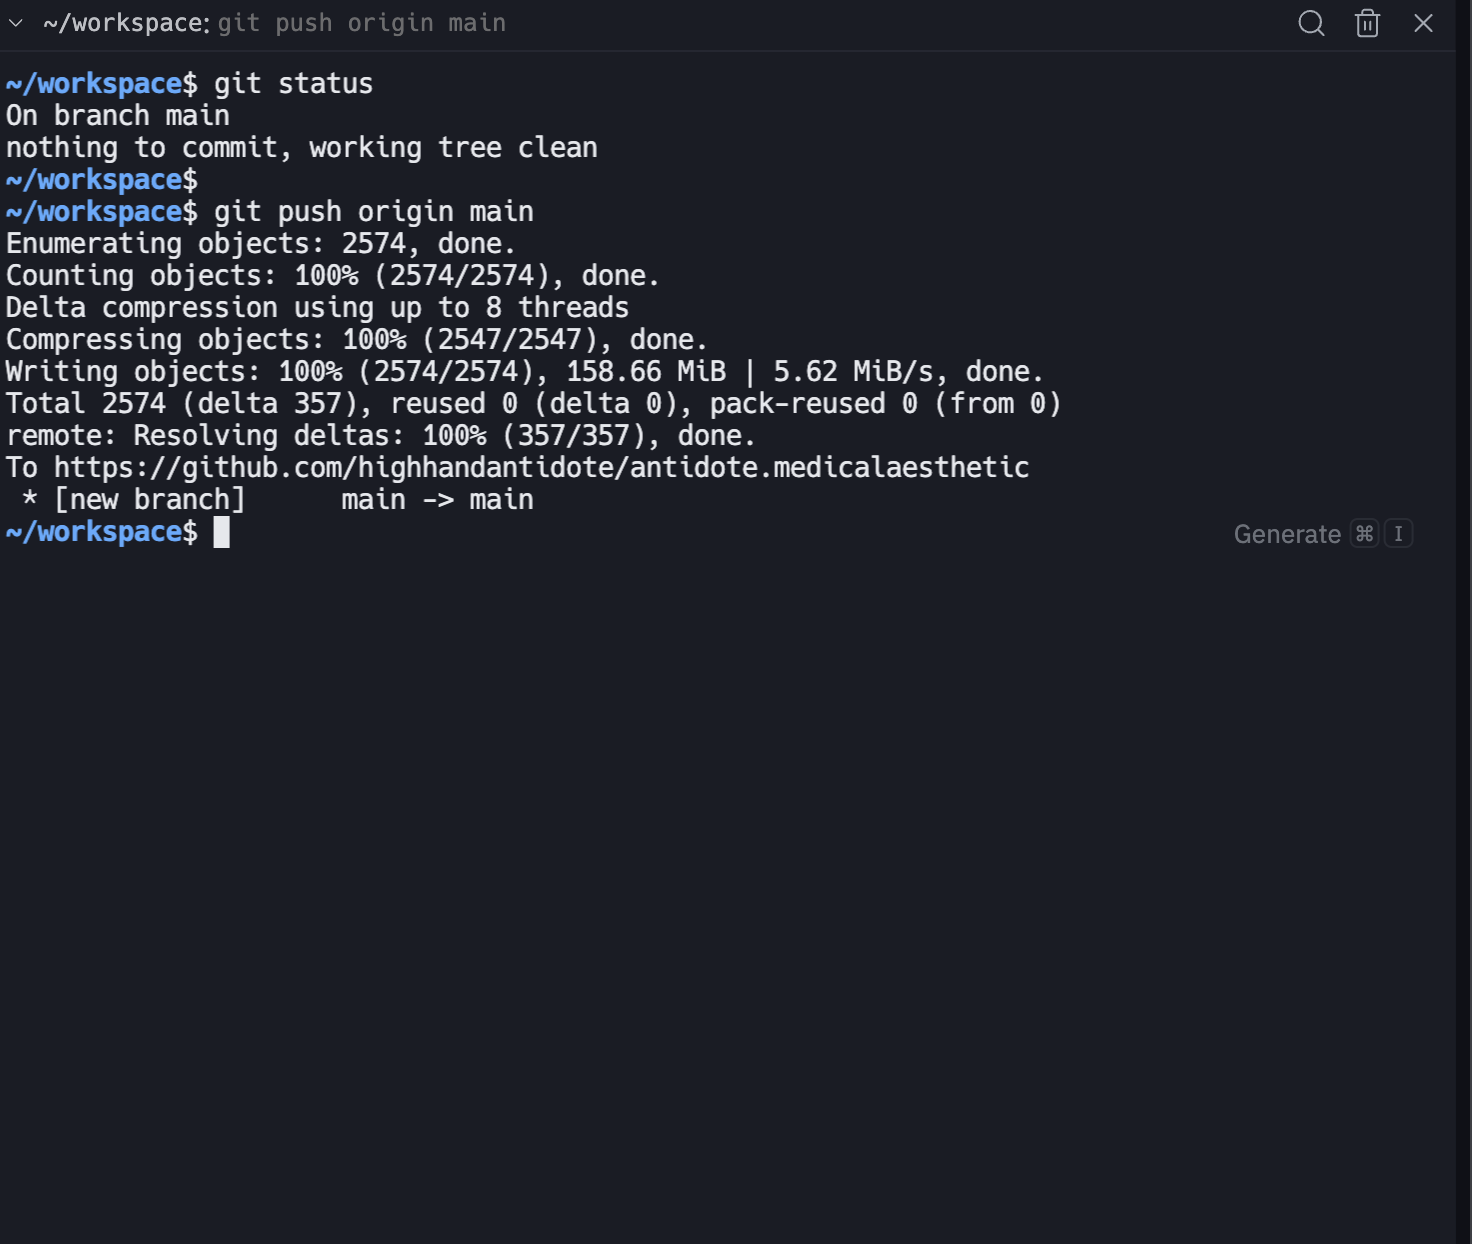 ~/workspace: git push origin main
~/workspace$ git status
On branch main
nothing to commit, working tree clean
~/workspace$
~/workspace$ git push origin main
Enumerating objects: 2574, done.
Counting objects: 100% (2574/2574), done.
Delta compression using up to 8 threads
Compressing objects: 100% (2547/2547), done.
Writing objects: 100% (2574/2574), 158.66 MiB | 5.62 MiB/s, done.
Total 2574 (delta 357), reused 0 (delta 0), pack-reused 0 (from 0)
remote: Resolving deltas: 100% (357/357), done.
To https://github.com/highhandantidote/antidote.medicalaesthetic
 * [new branch]      main -> main
~/workspace$
Generate ⌘ I